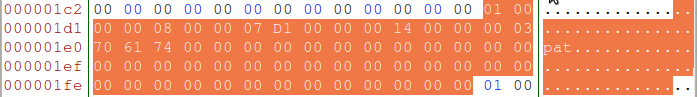 000001c2 00 00 00 00 00 00 00 00 00 00 00 00 00 01 00 ...............
000001d1 00 00 08 00 00 07 D1 00 00 00 14 00 00 00 03 ...............
000001e0 70 61 74 00 00 00 00 00 00 00 00 00 00 00 00 pat............
000001ef 00 00 00 00 00 00 00 00 00 00 00 00 00 00 00 ...............
000001fe 00 00 00 00 00 00 00 00 00 00 00 00 00 01 00 ...............